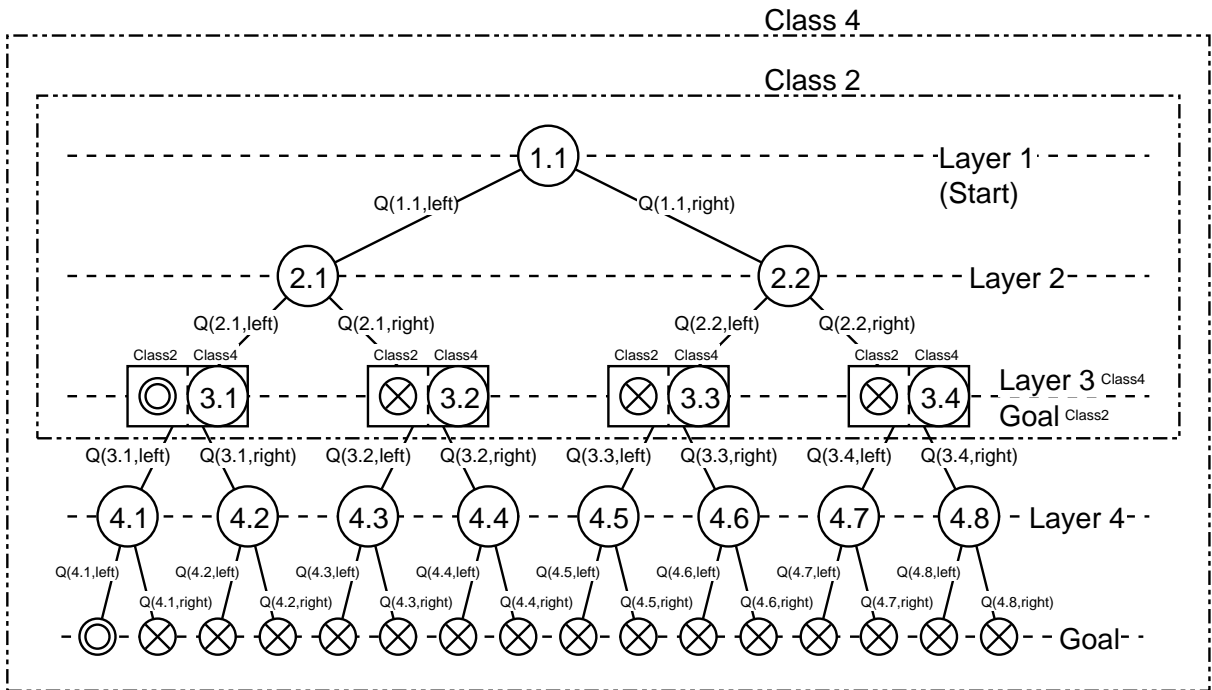 Class 4
Class 2
1.1
Layer 1
(Start)
Q(1.1,left)
Q(1.1,right)
2.1
2.2
Layer 2
Q(2.1,left)
Q(2.1,right)
Q(2.2,left)
Q(2.2,right)
Class2 Class4
Class2 Class4
Class2 Class4
Class2 Class4
3.1
3.2
3.3
3.4
Layer 3 Class4
Goal Class2
Q(3.1,left)
Q(3.1,right)
Q(3.2,left)
Q(3.2,right)
Q(3.3,left)
Q(3.3,right)
Q(3.4,left)
Q(3.4,right)
4.1
4.2
4.3
4.4
4.5
4.6
4.7
4.8
Layer 4
Q(4.1,left)
Q(4.1,right)
Q(4.2,left)
Q(4.2,right)
Q(4.3,left)
Q(4.3,right)
Q(4.4,left)
Q(4.4,right)
Q(4.5,left)
Q(4.5,right)
Q(4.6,left)
Q(4.6,right)
Q(4.7,left)
Q(4.7,right)
Q(4.8,left)
Q(4.8,right)
Goal